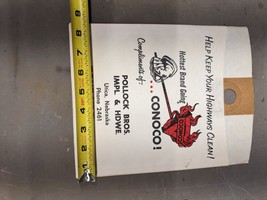 HELP KEEP YOUR HIGHWAYS CLEAN!
Hottest Brand Going
... CONOCO!
Compliments of:
POLLOCK BROS.
IMPL. & HDWE.
Utica, Nebraska
Phone 2461